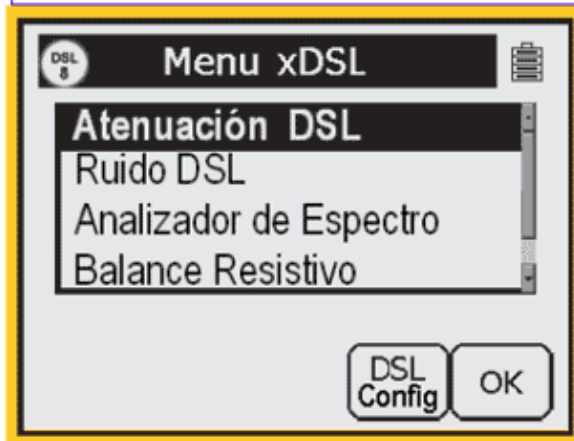 DSL
8
Menu xDSL
Atenuación DSL
Ruido DSL
Analizador de Espectro
Balance Resistivo
DSL
Config
OK